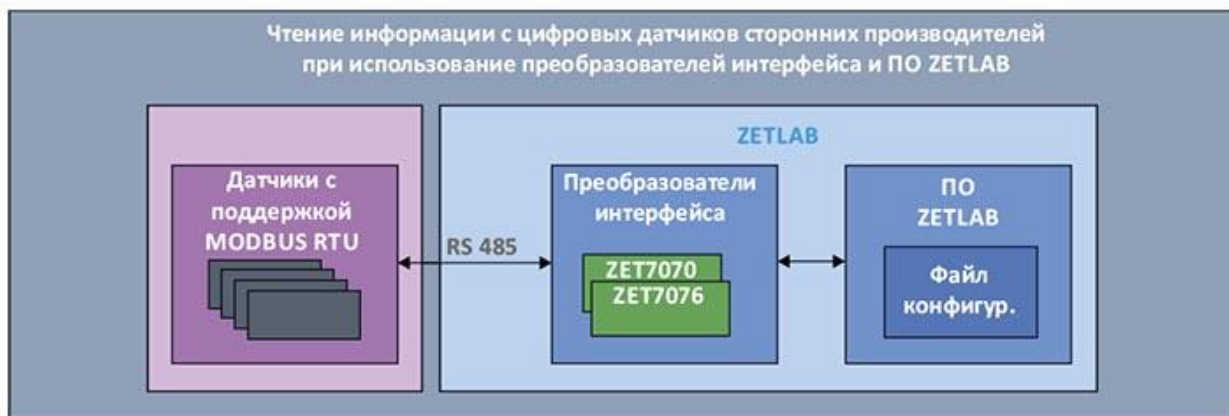 Чтение информации с цифровых датчиков сторонних производителей
при использование преобразователей интерфейса и ПО ZETLAB
ZETLAB
Датчики с
поддержкой
MODBUS RTU
RS 485
Преобразователи
интерфейса
ZET7070
ZET7076
ПО
ZETLAB
Файл
конфигур.